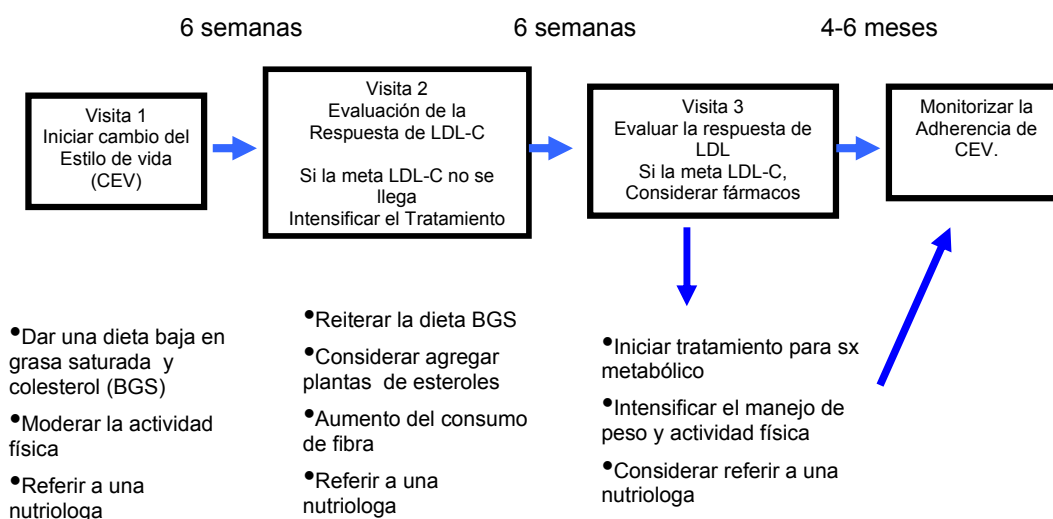 6 semanas
6 semanas
4-6 meses
Visita 1
Iniciar cambio del
Estilo de vida
(CEV)
Visita 2
Evaluación de la
Respuesta de LDL-C
Si la meta LDL-C no se
llega
Intensificar el Tratamiento
Visita 3
Evaluar la respuesta de
LDL
Si la meta LDL-C,
Considerar fármacos
Monitorizar la
Adherencia de
CEV.
•Dar una dieta baja en
grasa saturada y
colesterol (BGS)
•Moderar la actividad
física
•Referir a una
nutriologa
•Reiterar la dieta BGS
•Considerar agregar
plantas de esteroles
•Aumento del consumo
de fibra
•Referir a una
nutriologa
•Iniciar tratamiento para sx
metabólico
•Intensificar el manejo de
peso y actividad física
•Considerar referir a una
nutriologa